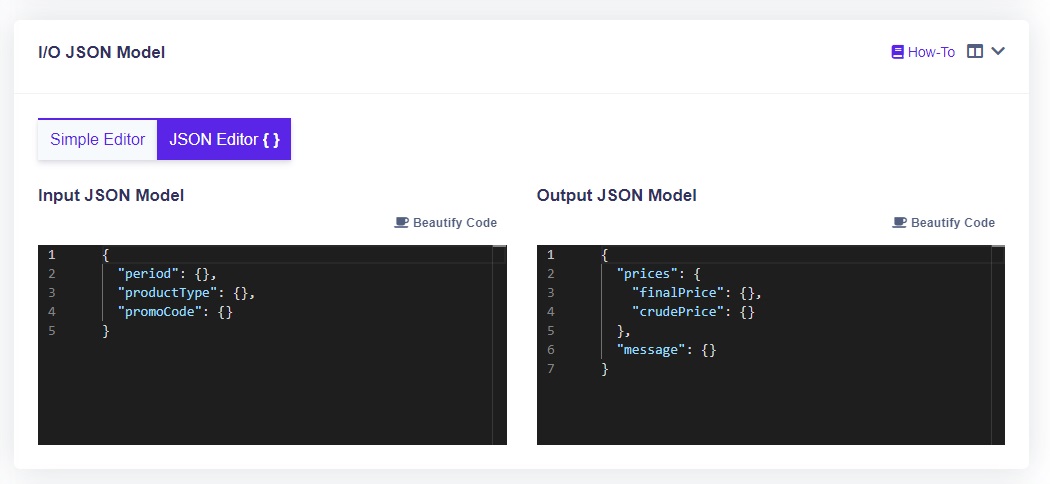 I/O JSON Model
How-To
Simple Editor
JSON Editor { }
Input JSON Model
Beautify Code
1 {
2 "period": {},
3 "productType": {},
4 "promoCode": {}
5 }
Output JSON Model
Beautify Code
1 {
2 "prices": {
3 "finalPrice": {},
4 "crudePrice": {}
5 },
6 "message": {}
7 }